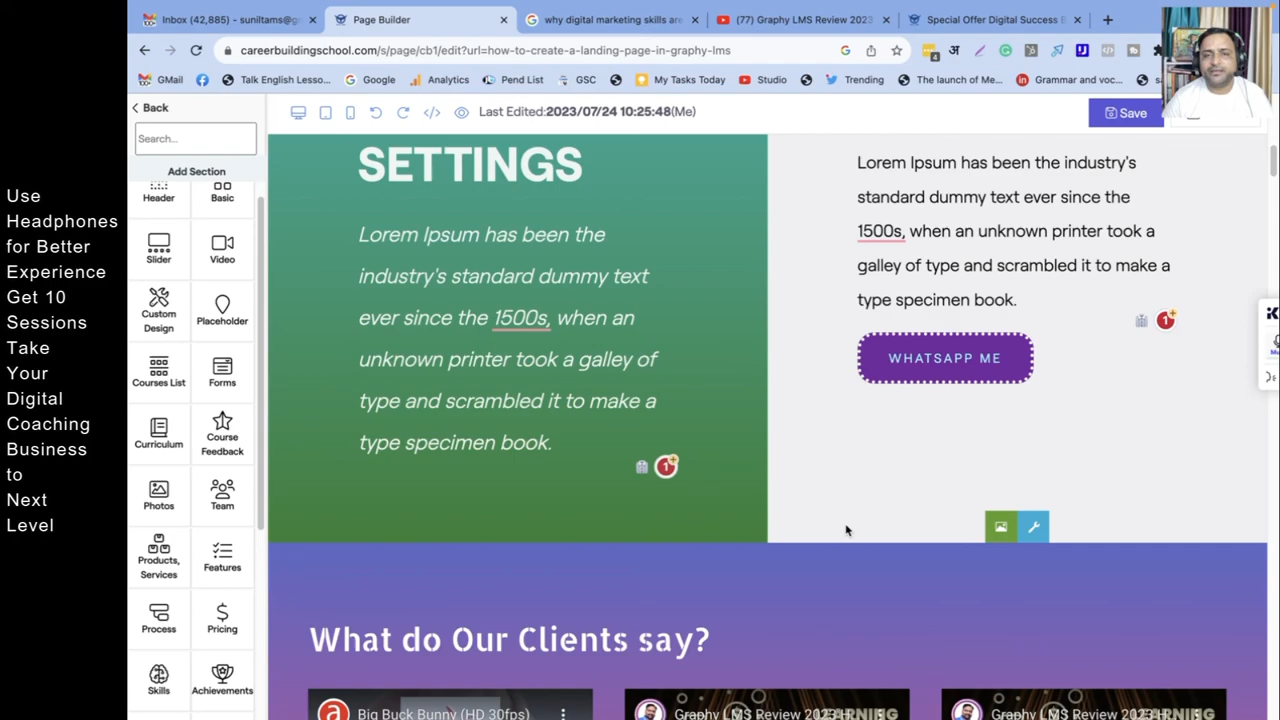 Inbox (42,885) - suniltams@g
Page Builder
why digital marketing skills are
(77) Graphy LMS Review 2023
Special Offer Digital Success E
careerbuildingschool.com/s/page/cb1/edit?url=how-to-create-a-landing-page-in-graphy-lms
GMail
Talk English Lesso...
Google
Analytics
Pend List
GSC
My Tasks Today
Studio
Trending
The launch of Me...
Grammar and voc...
Back
Last Edited:2023/07/24 10:25:48(Me)
Save
Search...
Add Section
Header
Basic
Slider
Video
Custom
Design
Placeholder
Courses List
Forms
Curriculum
Course
Feedback
Photos
Team
Products,
Services
Features
Process
Pricing
Skills
Achievements
Use
Headphones
for Better
Experience
Get 10
Sessions
Take
Your
Digital
Coaching
Business
to
Next
Level
SETTINGS
Lorem Ipsum has been the
industry's standard dummy text
ever since the 1500s, when an
unknown printer took a galley of
type and scrambled it to make a
type specimen book.
1
Lorem Ipsum has been the industry's
standard dummy text ever since the
1500s, when an unknown printer took a
galley of type and scrambled it to make a
type specimen book.
1
WHATSAPP ME
What do Our Clients say?
Big Buck Bunny (HD 30fps)
Graphy LMS Review 2023
Graphy LMS Review 2023